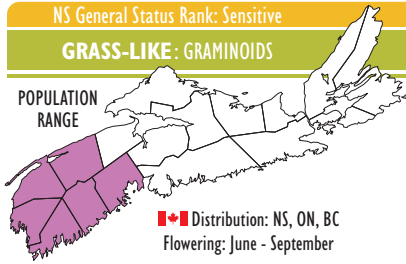 NS General Status Rank: Sensitive
GRASS-LIKE: GRAMINOIDS
POPULATION
RANGE
Distribution: NS, ON, BC
Flowering: June - September